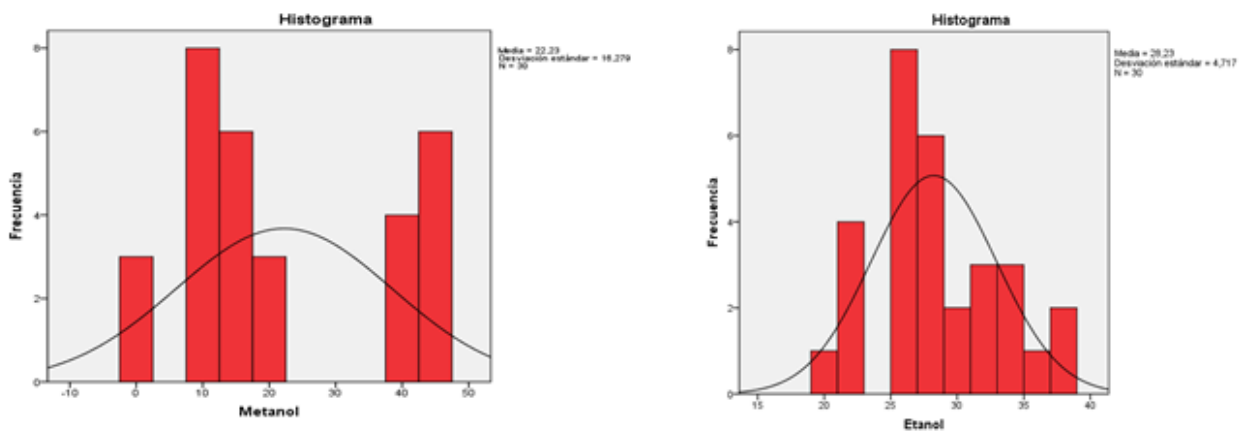 Histograma
Media = 22,23
Desviación estándar = 16,279
N = 30
Frecuencia
8
6
4
2
0
-10 0 10 20 30 40 50
Metanol
Histograma
Media = 28,23
Desviación estándar = 4,717
N = 30
Frecuencia
8
6
4
2
0
15 20 25 30 35 40
Etanol